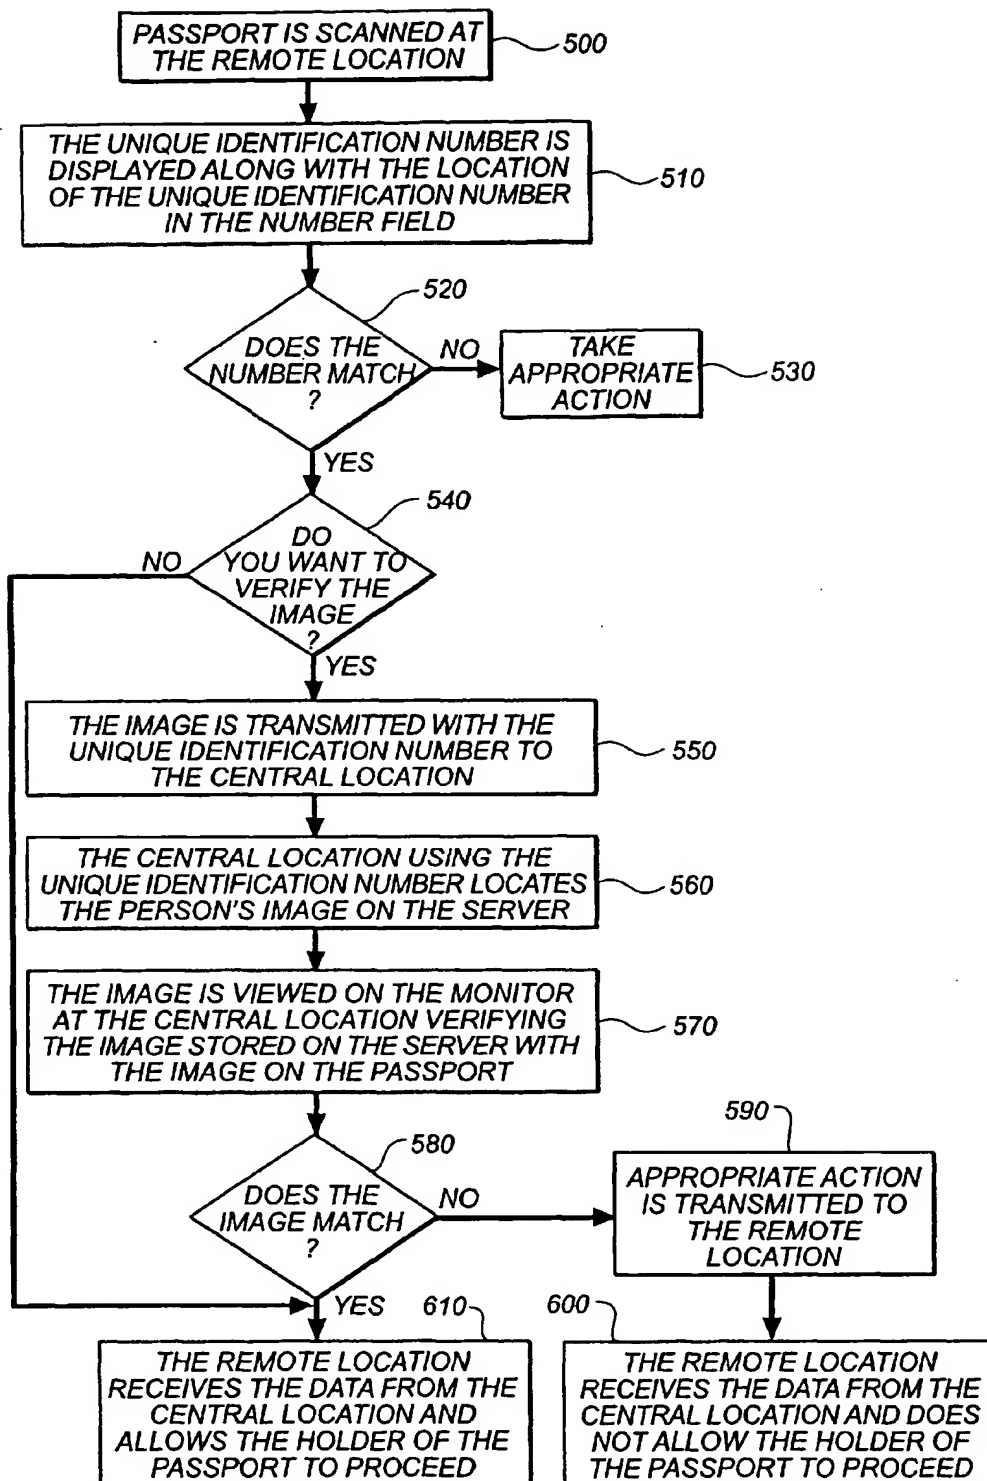 PASSPORT IS SCANNED AT
THE REMOTE LOCATION
500
THE UNIQUE IDENTIFICATION NUMBER IS
DISPLAYED ALONG WITH THE LOCATION
OF THE UNIQUE IDENTIFICATION NUMBER
IN THE NUMBER FIELD
510
520
DOES THE
NUMBER MATCH
?
NO
TAKE
APPROPRIATE
ACTION
530
YES
540
DO
YOU WANT TO
VERIFY THE
IMAGE
?
NO
YES
THE IMAGE IS TRANSMITTED WITH THE
UNIQUE IDENTIFICATION NUMBER TO
THE CENTRAL LOCATION
550
THE CENTRAL LOCATION USING THE
UNIQUE IDENTIFICATION NUMBER LOCATES
THE PERSON'S IMAGE ON THE SERVER
560
THE IMAGE IS VIEWED ON THE MONITOR
AT THE CENTRAL LOCATION VERIFYING
THE IMAGE STORED ON THE SERVER WITH
THE IMAGE ON THE PASSPORT
570
580
DOES THE
IMAGE MATCH
?
NO
590
APPROPRIATE ACTION
IS TRANSMITTED TO
THE REMOTE
LOCATION
YES
610
THE REMOTE LOCATION
RECEIVES THE DATA FROM THE
CENTRAL LOCATION AND
ALLOWS THE HOLDER OF THE
PASSPORT TO PROCEED
600
THE REMOTE LOCATION
RECEIVES THE DATA FROM THE
CENTRAL LOCATION AND DOES
NOT ALLOW THE HOLDER OF
THE PASSPORT TO PROCEED